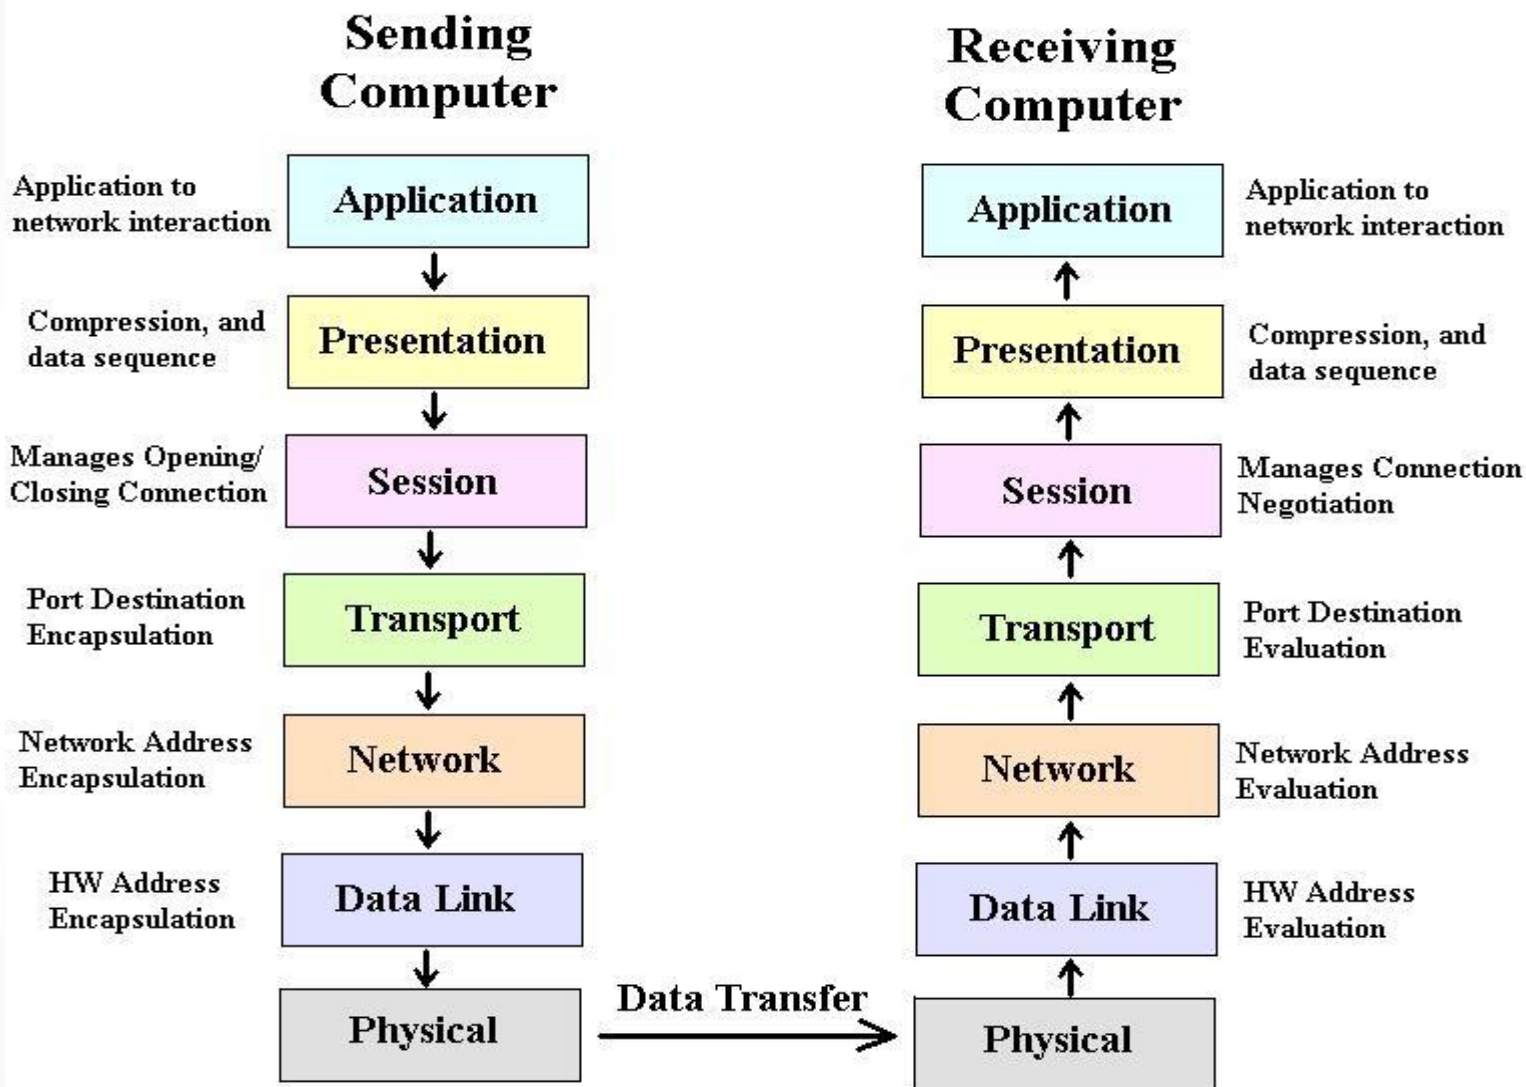 Sending
Computer
Receiving
Computer
Application to
network interaction
Application
Application
Application to
network interaction
Compression, and
data sequence
Presentation
Presentation
Compression, and
data sequence
Manages Opening/
Closing Connection
Session
Session
Manages Connection
Negotiation
Port Destination
Encapsulation
Transport
Transport
Port Destination
Evaluation
Network Address
Encapsulation
Network
Network
Network Address
Evaluation
HW Address
Encapsulation
Data Link
Data Link
HW Address
Evaluation
Physical
Data Transfer
Physical